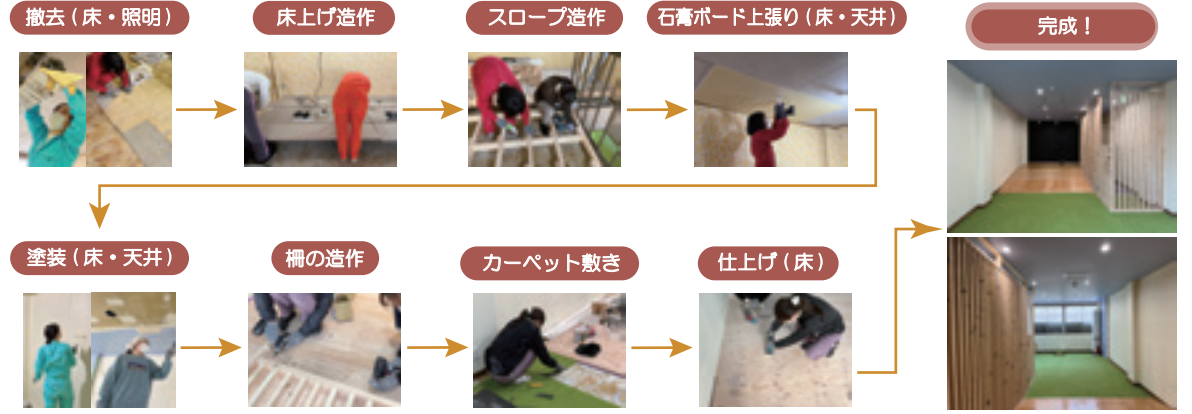 撤去（床・照明）
床上げ造作
スロープ造作
石膏ボード上張り（床・天井）
塗装（床・天井）
柵の造作
カーペット敷き
仕上げ（床）
完成！